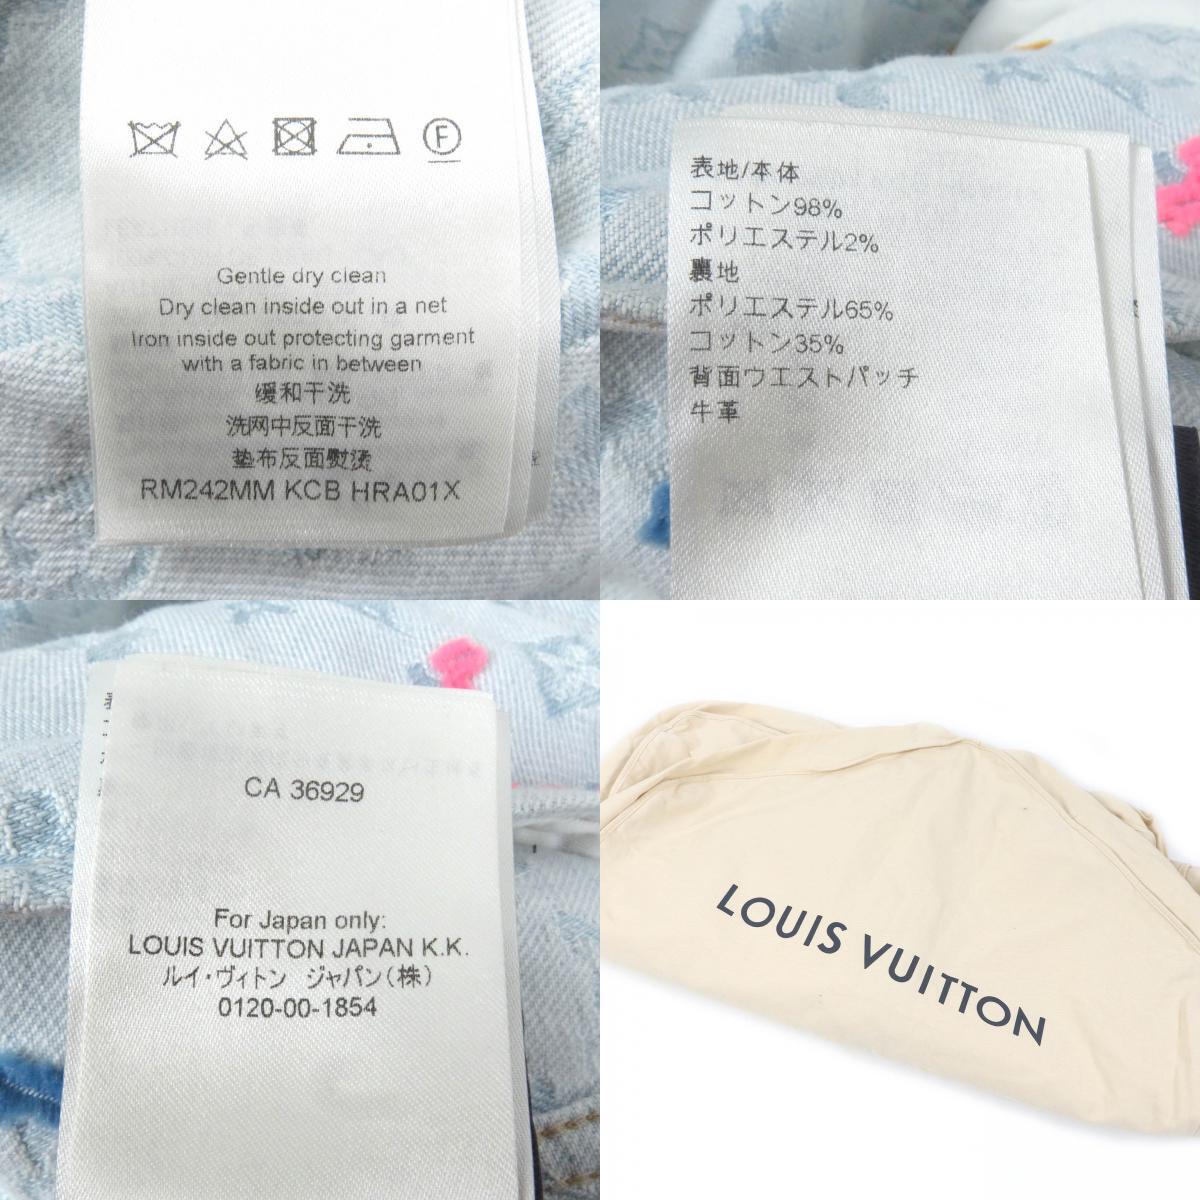 F
Gentle dry clean
Dry clean inside out in a net
Iron inside out protecting garment
with a fabric in between
缓和干洗
洗网中反面干洗
垫布反面熨烫
RM242MM KCB HRA01X
表地/本体
コットン98%
ポリエステル2%
裏地
ポリエステル65%
コットン35%
背面ウエストパッチ
牛革
CA 36929
For Japan only:
LOUIS VUITTON JAPAN K.K.
ルイ・ヴィトン ジャパン(株)
0120-00-1854
LOUIS VUITTON